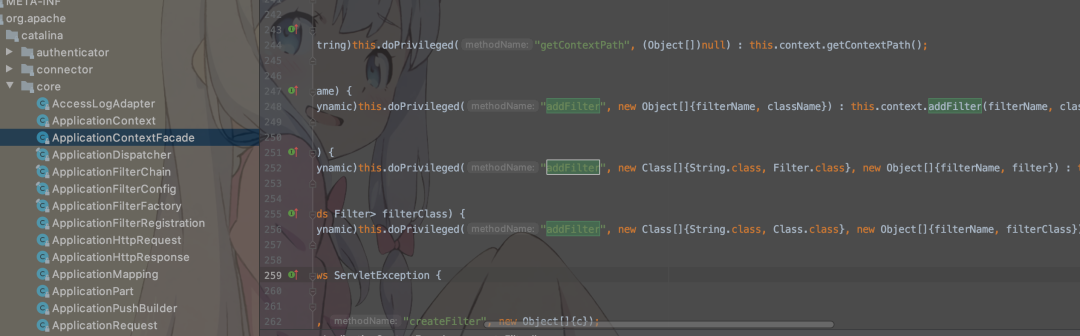 META-INF
org.apache
catalina
authenticator
connector
core
AccessLogAdapter
ApplicationContext
ApplicationContextFacade
ApplicationDispatcher
ApplicationFilterChain
ApplicationFilterConfig
ApplicationFilterFactory
ApplicationFilterRegistration
ApplicationHttpRequest
ApplicationHttpResponse
ApplicationMapping
ApplicationPart
ApplicationPushBuilder
ApplicationRequest
243
244 tring)this.doPrivileged( methodName: "getContextPath", (Object[])null) : this.context.getContextPath();
245
246
247 ame) {
248 ynamic)this.doPrivileged( methodName: "addFilter", new Object[]{filterName, className}) : this.context.addFilter(filterName, clas
249
250
251 ) {
252 ynamic)this.doPrivileged( methodName: "addFilter", new Class[]{String.class, Filter.class}, new Object[]{filterName, filter}) : t
253
254
255 ds Filter> filterClass) {
256 ynamic)this.doPrivileged( methodName: "addFilter", new Class[]{String.class, Class.class}, new Object[]{filterName, filterClass})
257
258
259 ws ServletException {
260
261
262 , methodName: "createFilter", new Object[]{c});